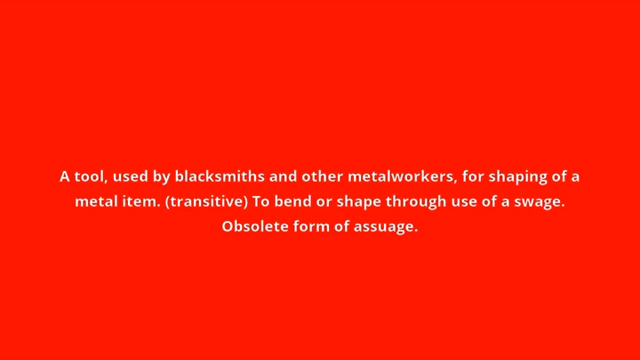 A tool, used by blacksmiths and other metalworkers, for shaping of a
metal item. (transitive) To bend or shape through use of a swage.
Obsolete form of assuage.